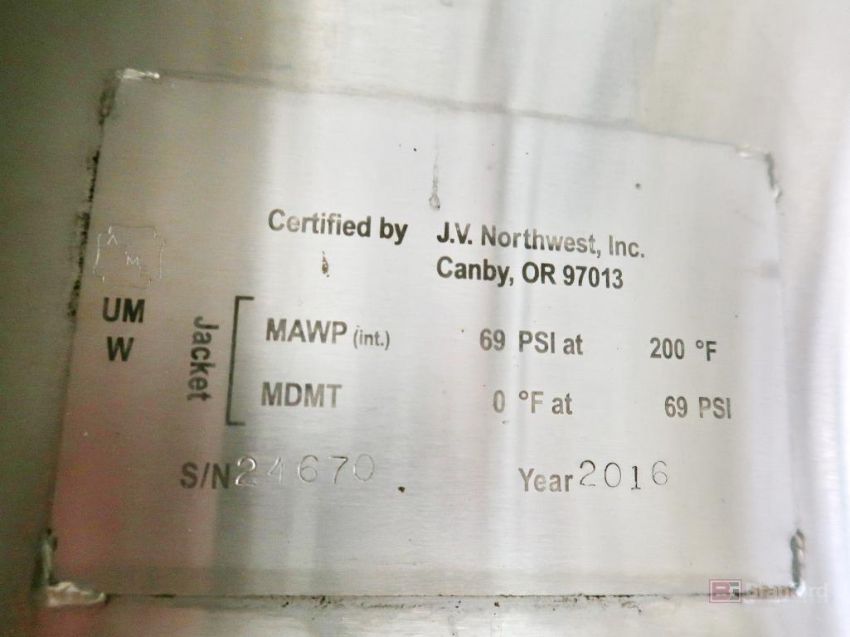 Certified by J.V. Northwest, Inc.
Canby, OR 97013
UM
W
Jacket
MAWP (int.) 69 PSI at 200 °F
MDMT 0 °F at 69 PSI
S/N 24670 Year 2016